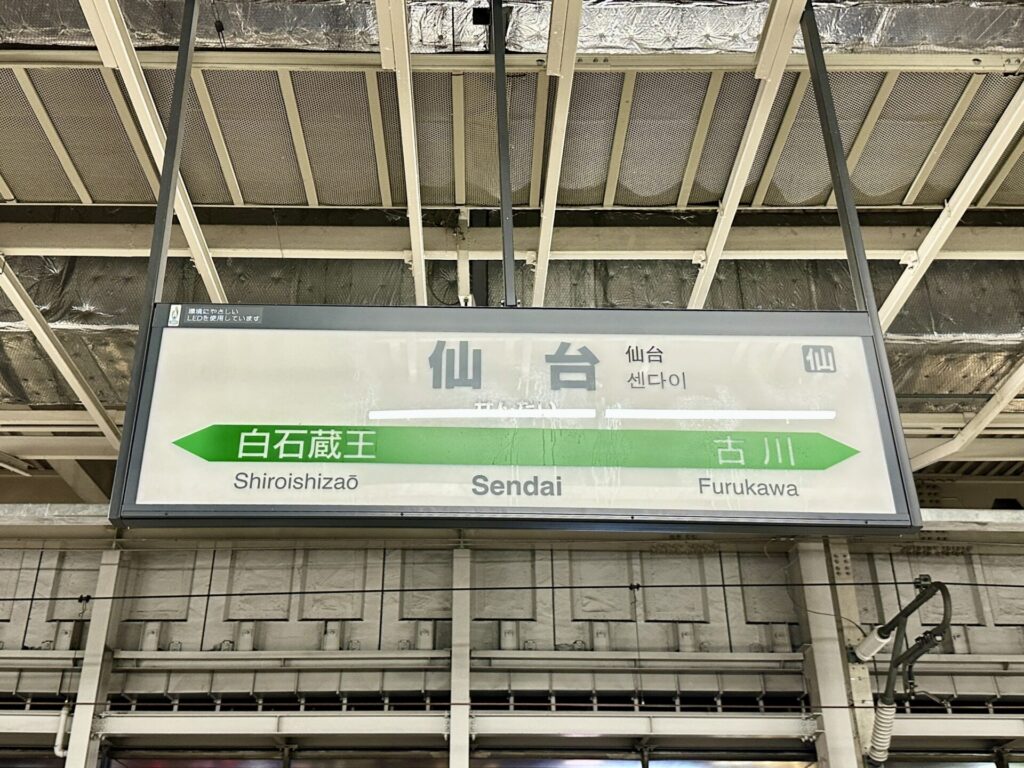 環境にやさしい
LEDを使用しています
仙台
仙台
센다이
仙
白石蔵王
古川
Shiroishizaō
Sendai
Furukawa